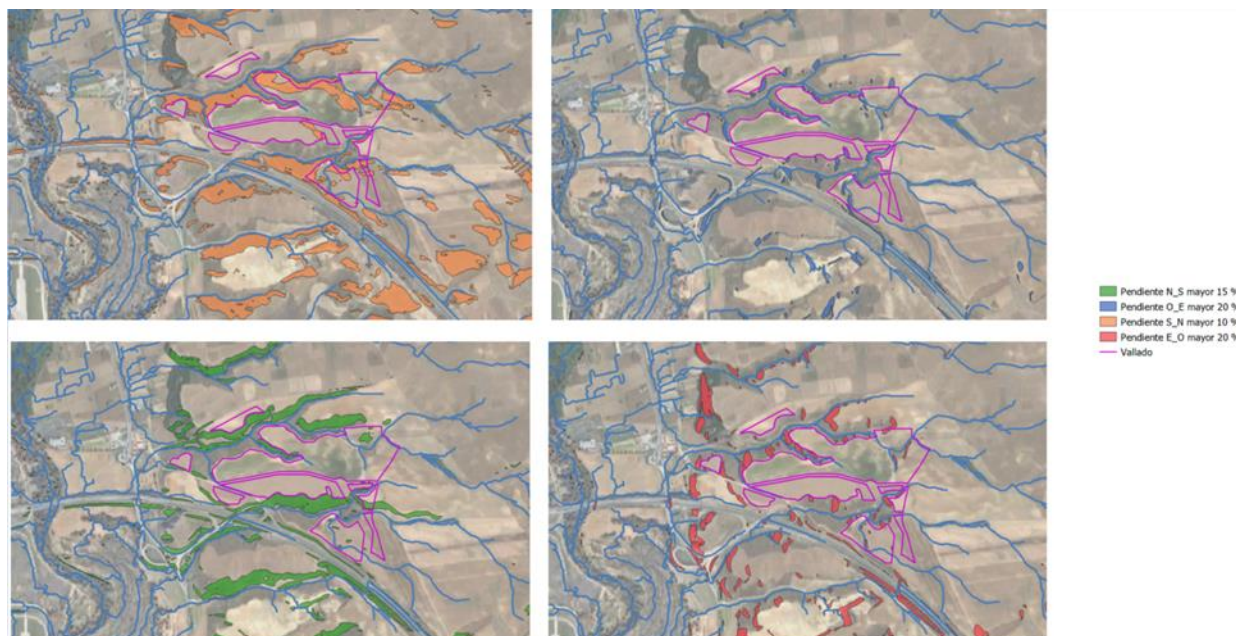 Pendiente N_S mayor 15 %
Pendiente O_E mayor 20 %
Pendiente S_N mayor 10 %
Pendiente E_O mayor 20 %
Vallado